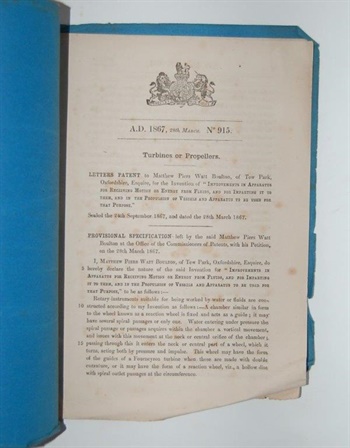 A.D. 1867, 28th MARCH. Nº 915.
Turbines or Propellers.
LETTERS PATENT to Matthew Piers Watt Boulton, of Tew Park,
Oxfordshire, Esquire, for the Invention of "IMPROVEMENTS IN APPARATUS
FOR RECEIVING MOTION OR ENERGY FROM FLUIDS, AND FOR IMPARTING IT TO
THEM, AND IN THE PROPULSION OF VESSELS AND APPARATUS TO BE USED FOR
THAT PURPOSE."
Sealed the 24th September 1867, and dated the 28th March 1867.
PROVISIONAL SPECIFICATION left by the said Matthew Piers Watt
Boulton at the Office of the Commissioners of Patents, with his Petition,
on the 28th March 1867.
I, MATTHEW PIERS WATT BOULTON, of Tew Park, Oxfordshire, Esquire, do
5 hereby declare the nature of the said Invention for "IMPROVEMENTS IN
APPARATUS FOR RECEIVING MOTION OR ENERGY FROM FLUIDS, AND FOR IMPARTING
IT TO THEM, AND IN THE PROPULSION OF VESSELS AND APPARATUS TO BE USED FOR
THAT PURPOSE," to be as follows:—
Rotary instruments suitable for being worked by water or fluids are con-
10 structed according to my Invention as follows:—A chamber similar in form
to the wheel known as a reaction wheel is fixed and acts as a guide; it may
have several spiral passages or only one. Water entering under pressure the
spiral passage or passages acquires within the chamber a vortical movement,
and issues with this movement at the neck or central orifice of the chamber;
15 passing through this it enters the neck or central part of a wheel, which it
turns, acting both by pressure and impulse. This wheel may have the form
of the guides of a Fourneyron turbine when these are made with double
curvature, or it may have the form of a reaction wheel, viz., a hollow disc
with spiral outlet passages at the circumference.